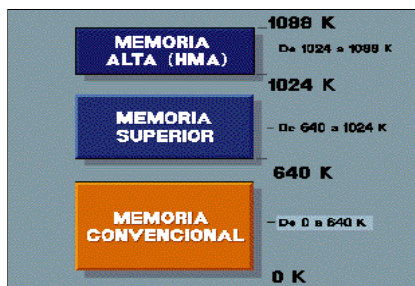 1088 K
MEMORIA
ALTA (HMA)
De 1024 a 1088 K
1024 K
MEMORIA
SUPERIOR
De 640 a 1024 K
640 K
MEMORIA
CONVENCIONAL
De 0 a 640 K
0 K